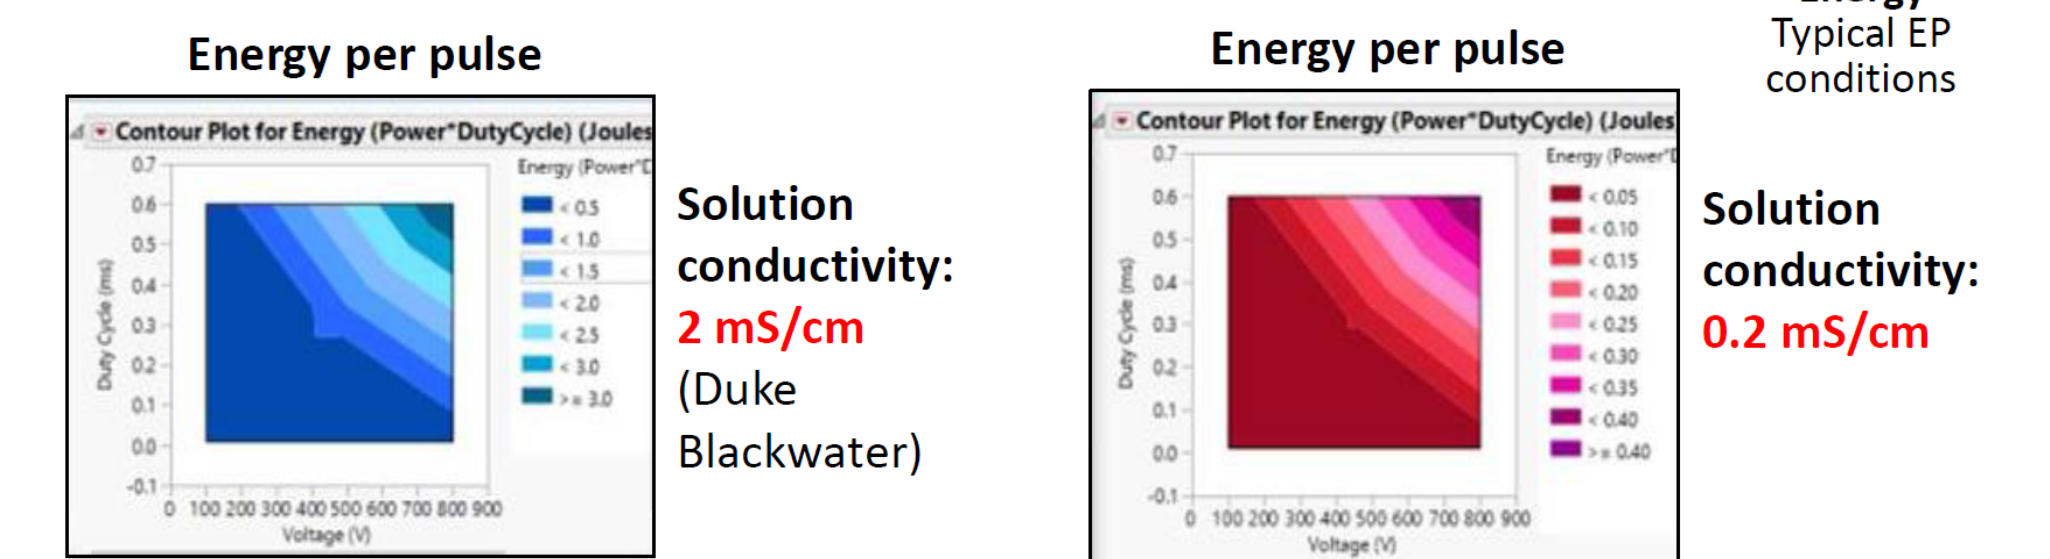 Energy per pulse
Contour Plot for Energy (Power*DutyCycle) (Joules
Energy (Power*D
0.7
0.6
0.5
0.4
0.3
0.2
0.1
0.0
-0.1
Duty Cycle (ms)
0 100 200 300 400 500 600 700 800 900
Voltage (V)
< 0.5
< 1.0
< 1.5
< 2.0
< 2.5
< 3.0
>= 3.0
Solution
conductivity:
2 mS/cm
(Duke
Blackwater)
Energy per pulse
Contour Plot for Energy (Power*DutyCycle) (Joules
Energy (Power*D
0.7
0.6
0.5
0.4
0.3
0.2
0.1
0.0
-0.1
Duty Cycle (ms)
0 100 200 300 400 500 600 700 800 900
Voltage (V)
< 0.05
< 0.10
< 0.15
< 0.20
< 0.25
< 0.30
< 0.35
< 0.40
>= 0.40
Energy
Typical EP
conditions
Solution
conductivity:
0.2 mS/cm